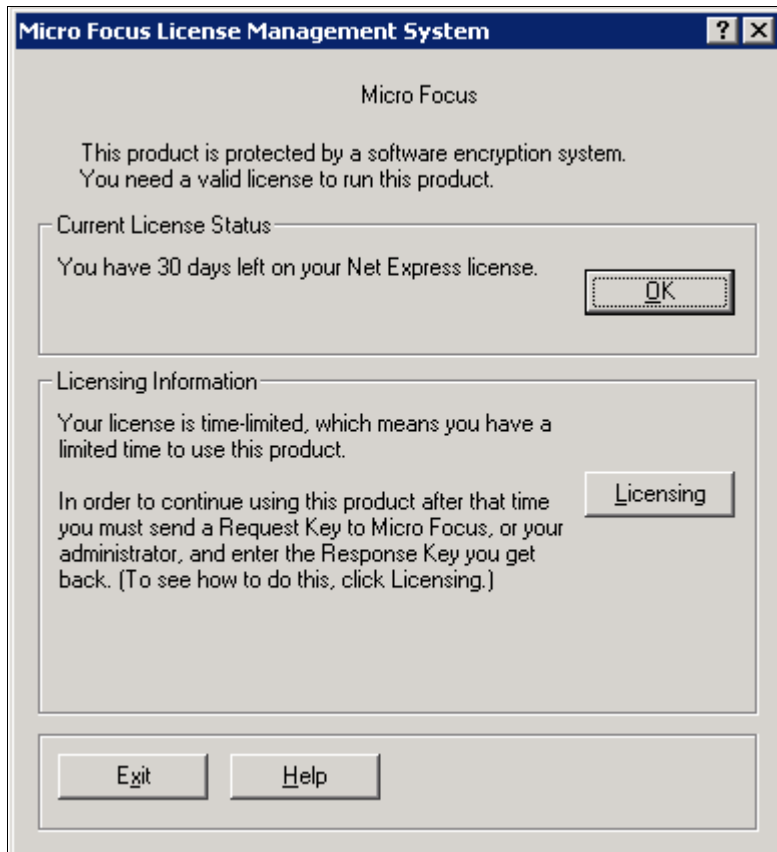 Micro Focus License Management System
Micro Focus
This product is protected by a software encryption system.
You need a valid license to run this product.
Current License Status
You have 30 days left on your Net Express license.
OK
Licensing Information
Your license is time-limited, which means you have a
limited time to use this product.
In order to continue using this product after that time
you must send a Request Key to Micro Focus, or your
administrator, and enter the Response Key you get
back. (To see how to do this, click Licensing.)
Licensing
Exit
Help